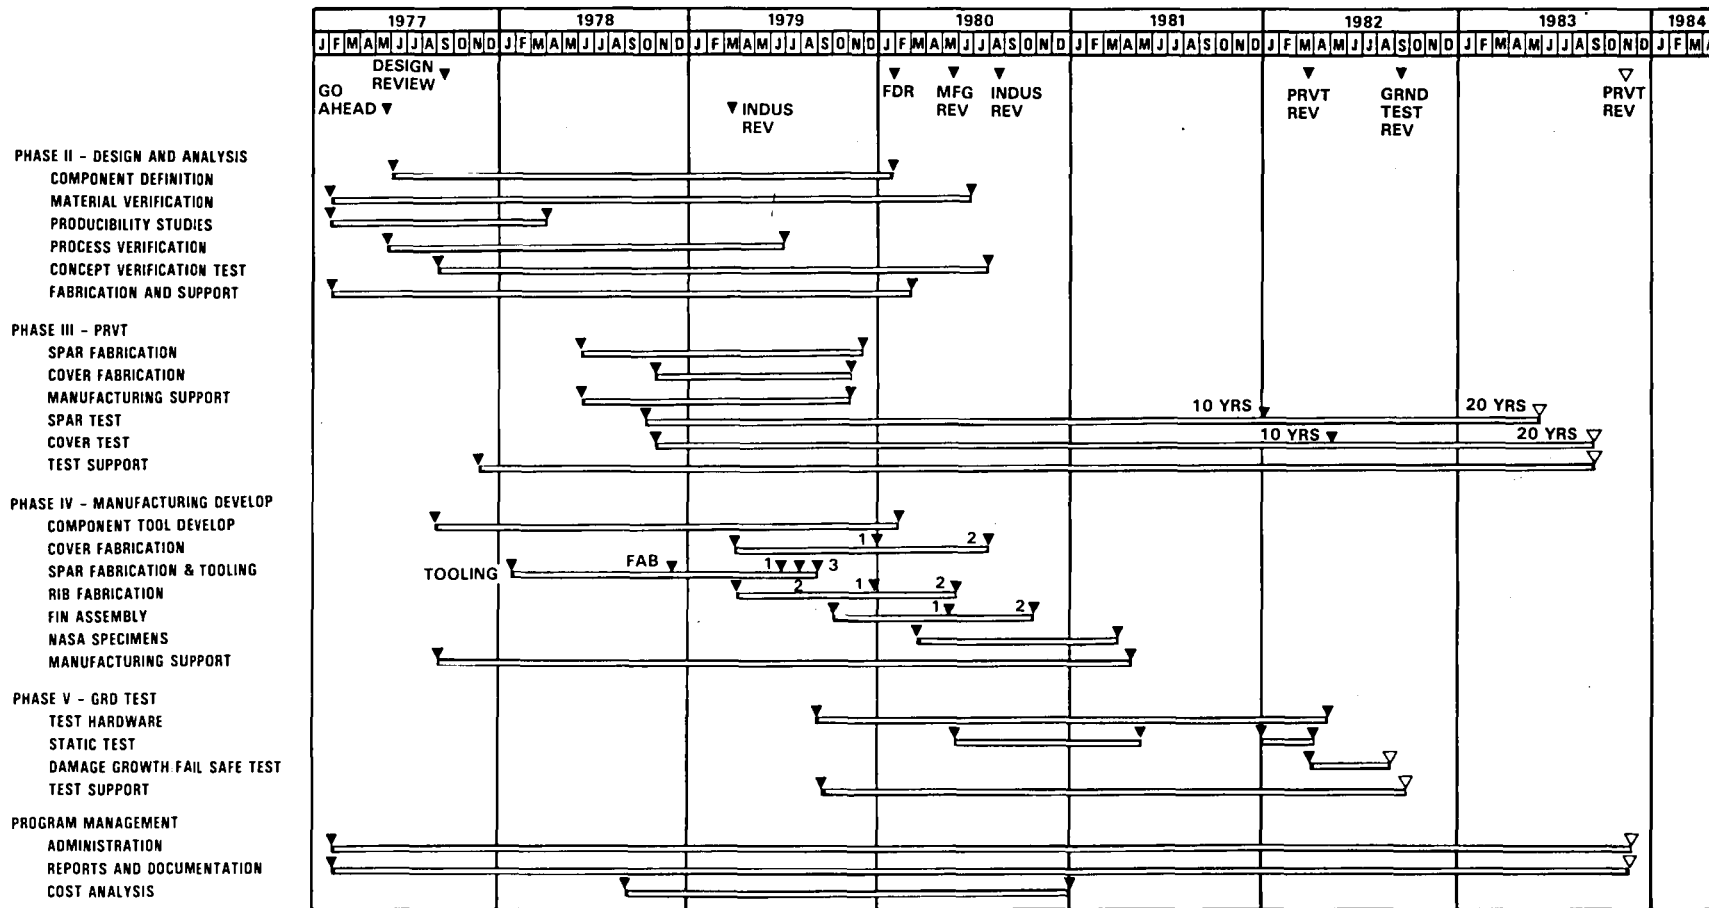 1977 1978 1979 1980 1981 1982 1983 1984
J F M A M J J A S O N D J F M A M J J A S O N D J F M A M J J A S O N D J F M A M J J A S O N D J F M A M J J A S O N D J F M A M J J A S O N D J F M A M J J A S O N D J F M A
DESIGN
REVIEW
GO
AHEAD
INDUS
REV
FDR
MFG
REV
INDUS
REV
PRVT
REV
GRND
TEST
REV
PRVT
REV
PHASE II - DESIGN AND ANALYSIS
COMPONENT DEFINITION
MATERIAL VERIFICATION
PRODUCIBILITY STUDIES
PROCESS VERIFICATION
CONCEPT VERIFICATION TEST
FABRICATION AND SUPPORT
PHASE III - PRVT
SPAR FABRICATION
COVER FABRICATION
MANUFACTURING SUPPORT
SPAR TEST 10 YRS 20 YRS
COVER TEST 10 YRS 20 YRS
TEST SUPPORT
PHASE IV - MANUFACTURING DEVELOP
COMPONENT TOOL DEVELOP
COVER FABRICATION 1 2
SPAR FABRICATION & TOOLING TOOLING FAB 1 3
RIB FABRICATION 2 1 2
FIN ASSEMBLY 1 2
NASA SPECIMENS
MANUFACTURING SUPPORT
PHASE V - GRD TEST
TEST HARDWARE
STATIC TEST
DAMAGE GROWTH FAIL SAFE TEST
TEST SUPPORT
PROGRAM MANAGEMENT
ADMINISTRATION
REPORTS AND DOCUMENTATION
COST ANALYSIS